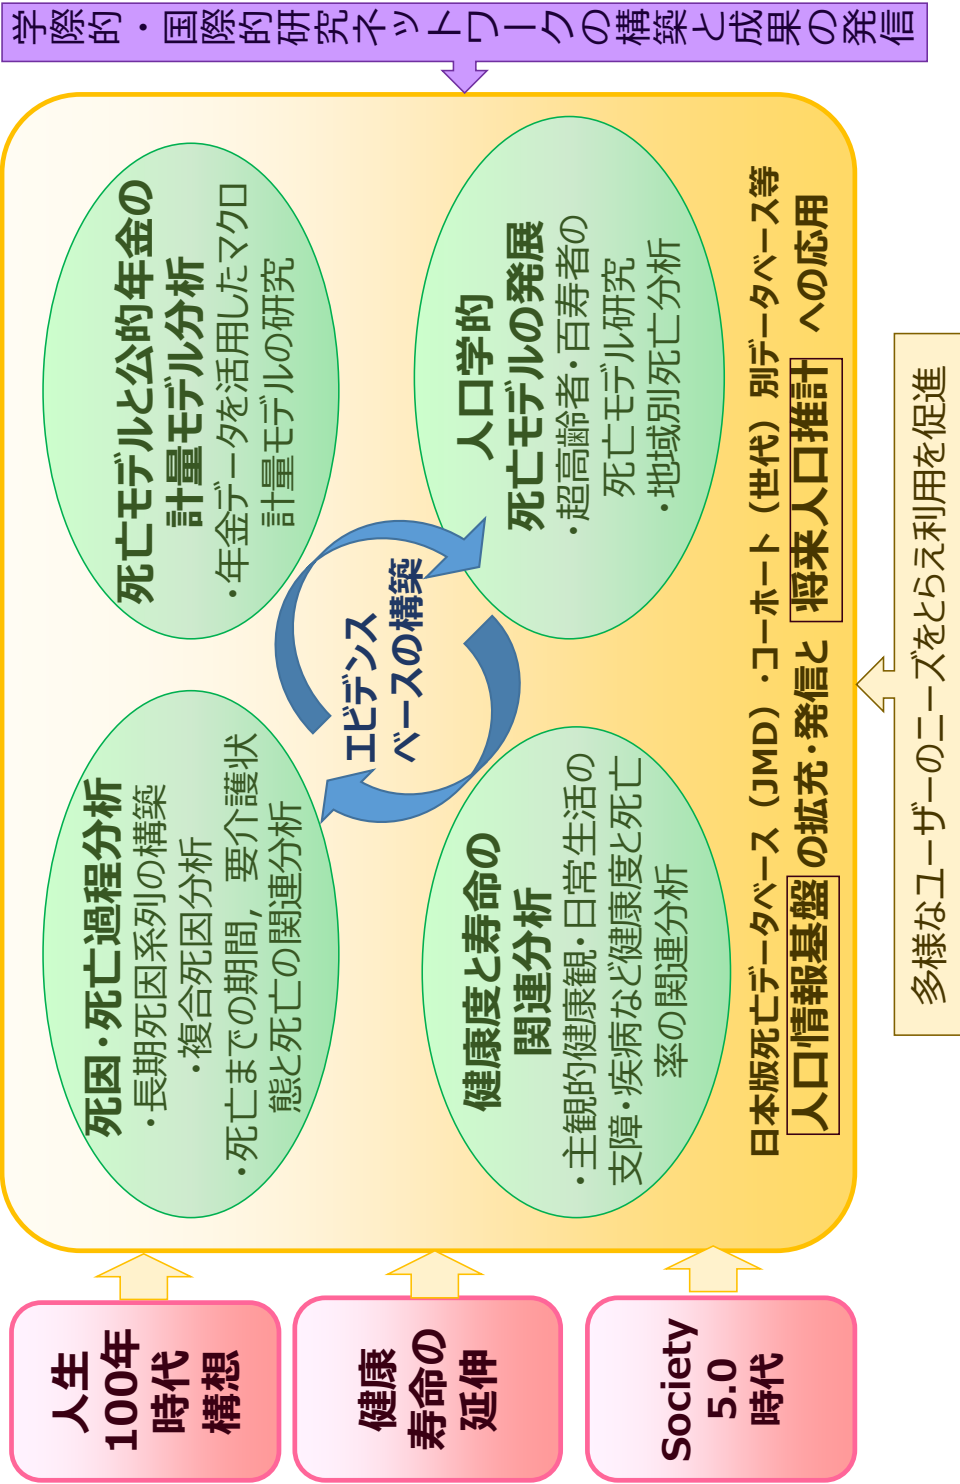 人生
100年
時代
構想
健康
寿命の
延伸
Society
5.0
時代
死因・死亡過程分析
・長期死因系列の構築
・複合死因分析
・死亡までの期間，要介護状
態と死亡の関連分析
死亡モデルと公的年金の
計量モデル分析
・年金データを活用したマクロ
計量モデルの研究
エビデンス
ベースの構築
健康度と寿命の
関連分析
・主観的健康観・日常生活の
支障・疾病など健康度と死亡
率の関連分析
人口学的
死亡モデルの発展
・超高齢者・百寿者の
死亡モデル研究
・地域別死亡分析
日本版死亡データベース（JMD）・コーホート（世代）別データベース等
人口情報基盤の拡充・発信と 将来人口推計 への応用
学際的・国際的研究ネットワークの構築と成果の発信
多様なユーザーのニーズをとらえ利用を促進